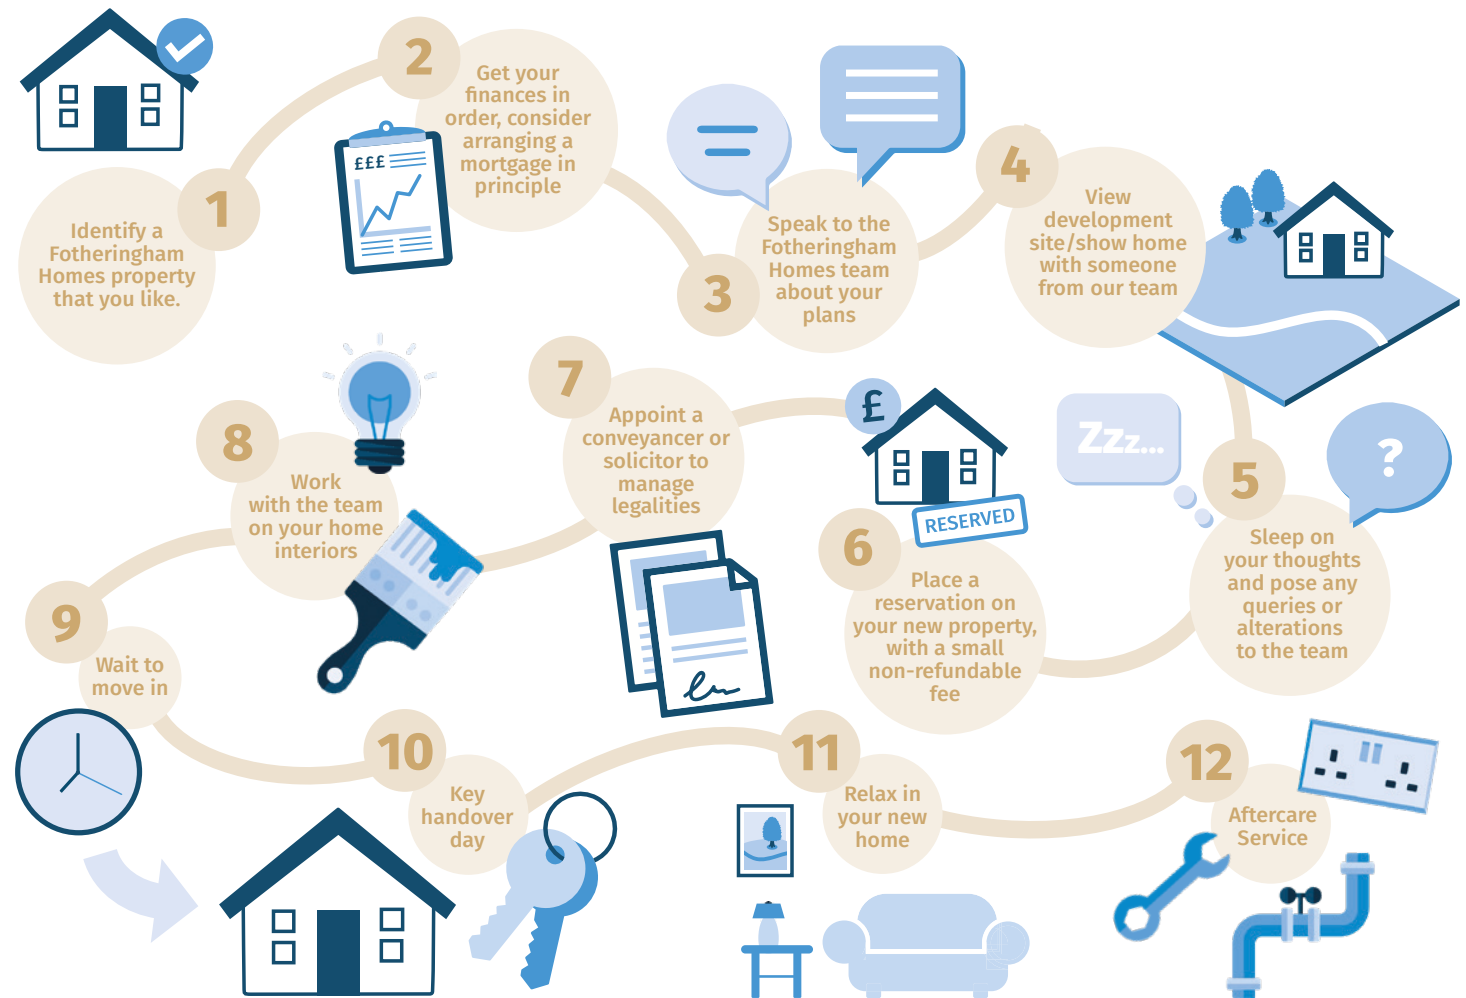 1
Identify a
Fotheringham
Homes property
that you like.
2
Get your
finances in
order, consider
arranging a
mortgage in
principle
£££
3
Speak to the
Fotheringham
Homes team
about your
plans
4
View
development
site/show home
with someone
from our team
5
Sleep on
your thoughts
and pose any
queries or
alterations
to the team
Zzz...
?
6
Place a
reservation on
your new property,
with a small
non-refundable
fee
£
RESERVED
7
Appoint a
conveyancer or
solicitor to
manage
legalities
8
Work
with the team
on your home
interiors
9
Wait to
move in
10
Key
handover
day
11
Relax in
your new
home
12
Aftercare
Service